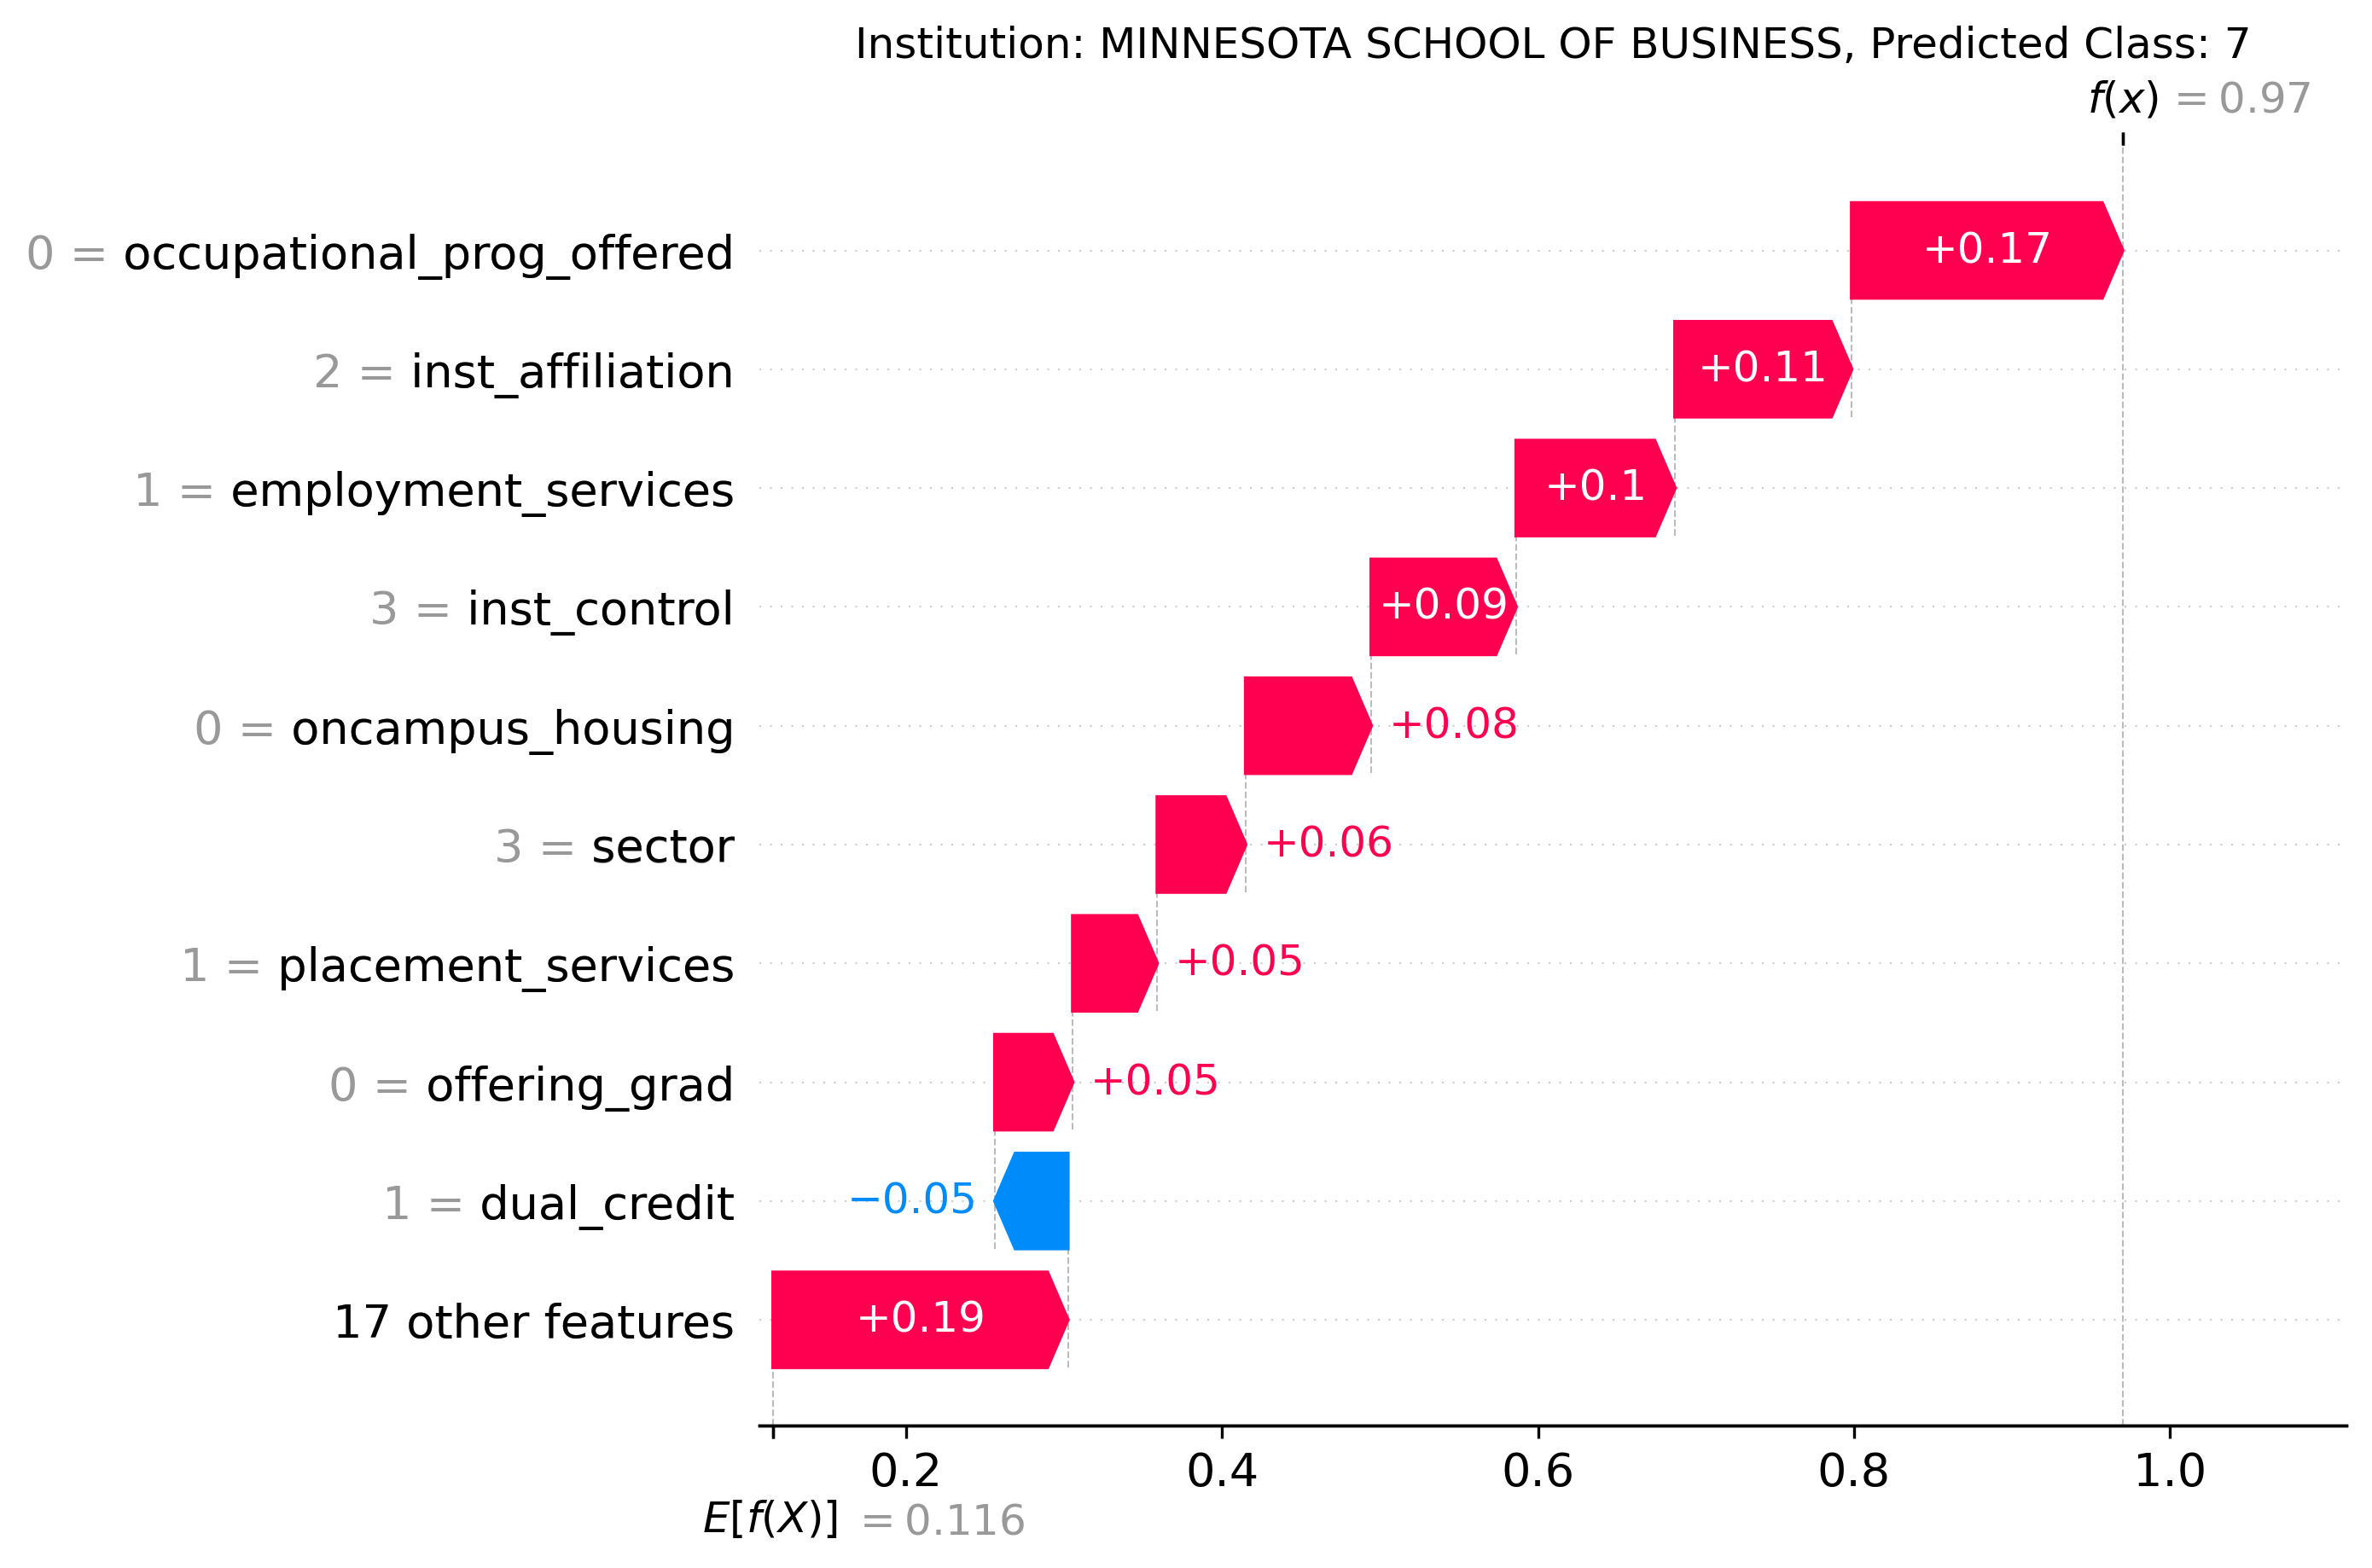 Institution: MINNESOTA SCHOOL OF BUSINESS, Predicted Class: 7
f(x) = 0.97
0 = occupational_prog_offered +0.17
2 = inst_affiliation +0.11
1 = employment_services +0.1
3 = inst_control +0.09
0 = oncampus_housing +0.08
3 = sector +0.06
1 = placement_services +0.05
0 = offering_grad +0.05
1 = dual_credit −0.05
17 other features +0.19
0.2 0.4 0.6 0.8 1.0
E[f(X)] = 0.116